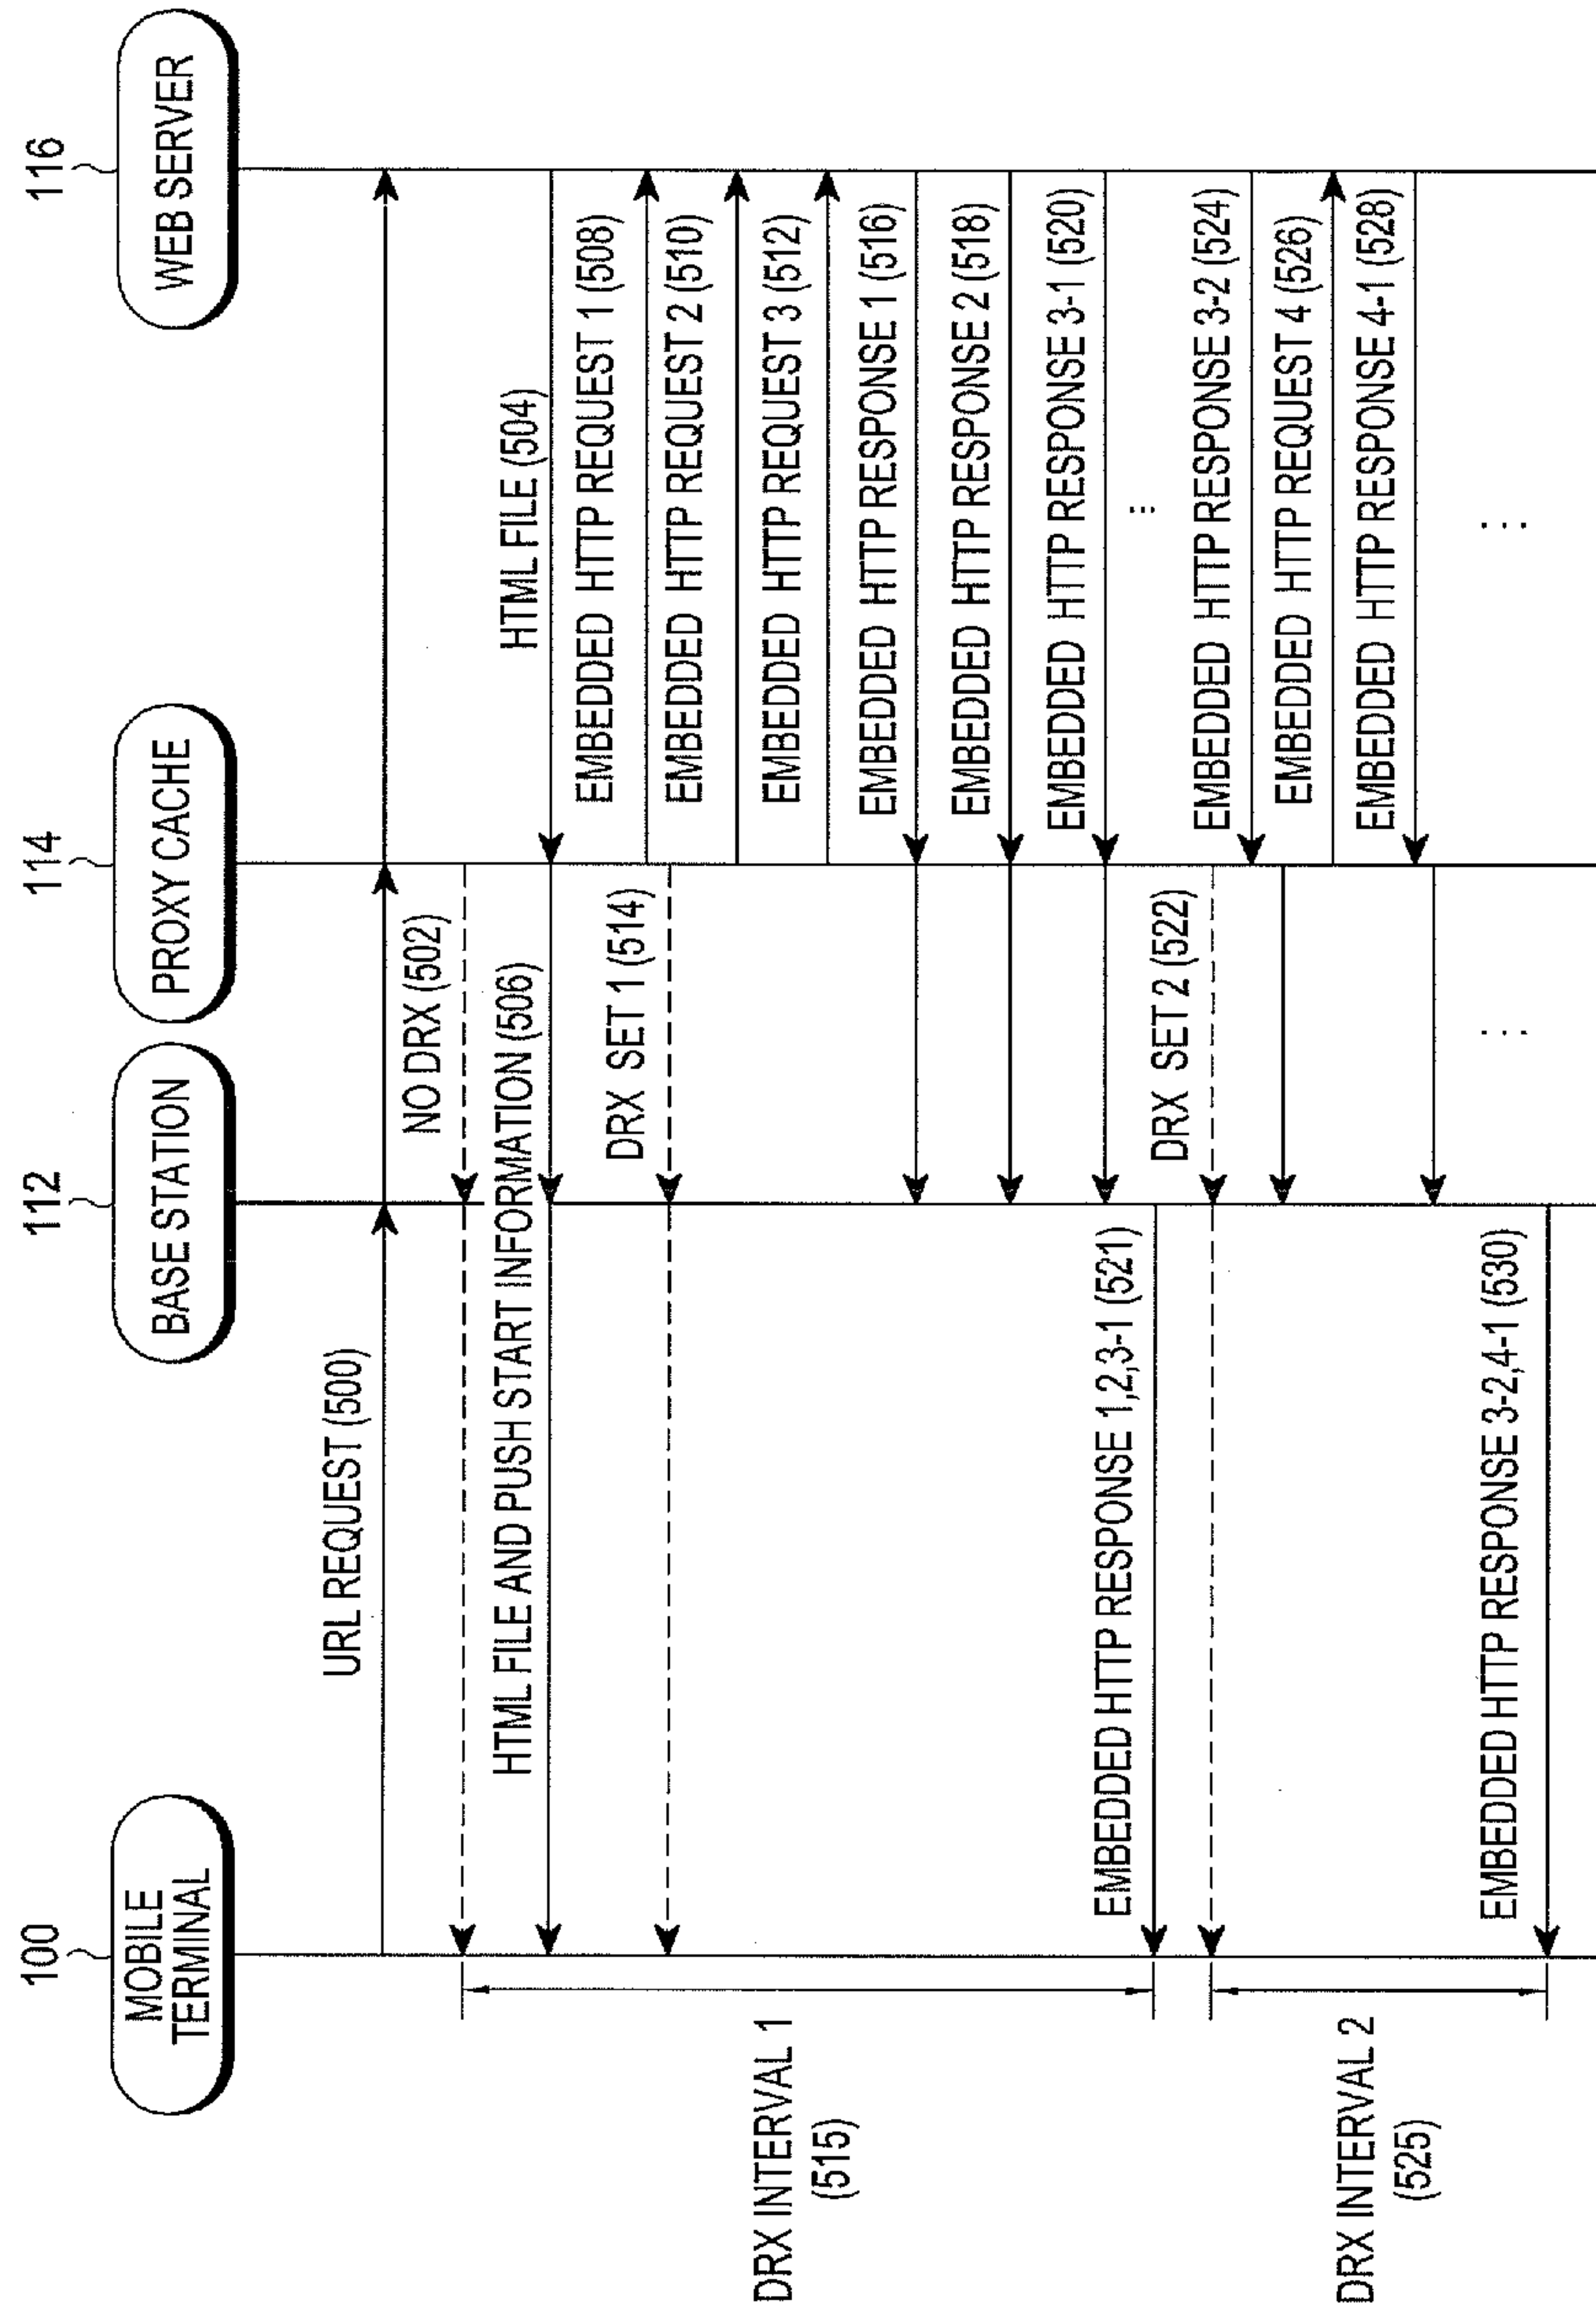 100
MOBILE
TERMINAL
112
BASE STATION
114
PROXY CACHE
116
WEB SERVER
URL REQUEST (500)
NO DRX (502)
HTML FILE (504)
HTML FILE AND PUSH START INFORMATION (506)
EMBEDDED HTTP REQUEST 1 (508)
DRX SET 1 (514)
EMBEDDED HTTP REQUEST 2 (510)
EMBEDDED HTTP REQUEST 3 (512)
DRX INTERVAL 1
(515)
EMBEDDED HTTP RESPONSE 1 (516)
EMBEDDED HTTP RESPONSE 2 (518)
EMBEDDED HTTP RESPONSE 3-1 (520)
EMBEDDED HTTP RESPONSE 1,2,3-1 (521)
...
DRX SET 2 (522)
EMBEDDED HTTP RESPONSE 3-2 (524)
EMBEDDED HTTP REQUEST 4 (526)
DRX INTERVAL 2
(525)
EMBEDDED HTTP RESPONSE 4-1 (528)
EMBEDDED HTTP RESPONSE 3-2,4-1 (530)
...
...